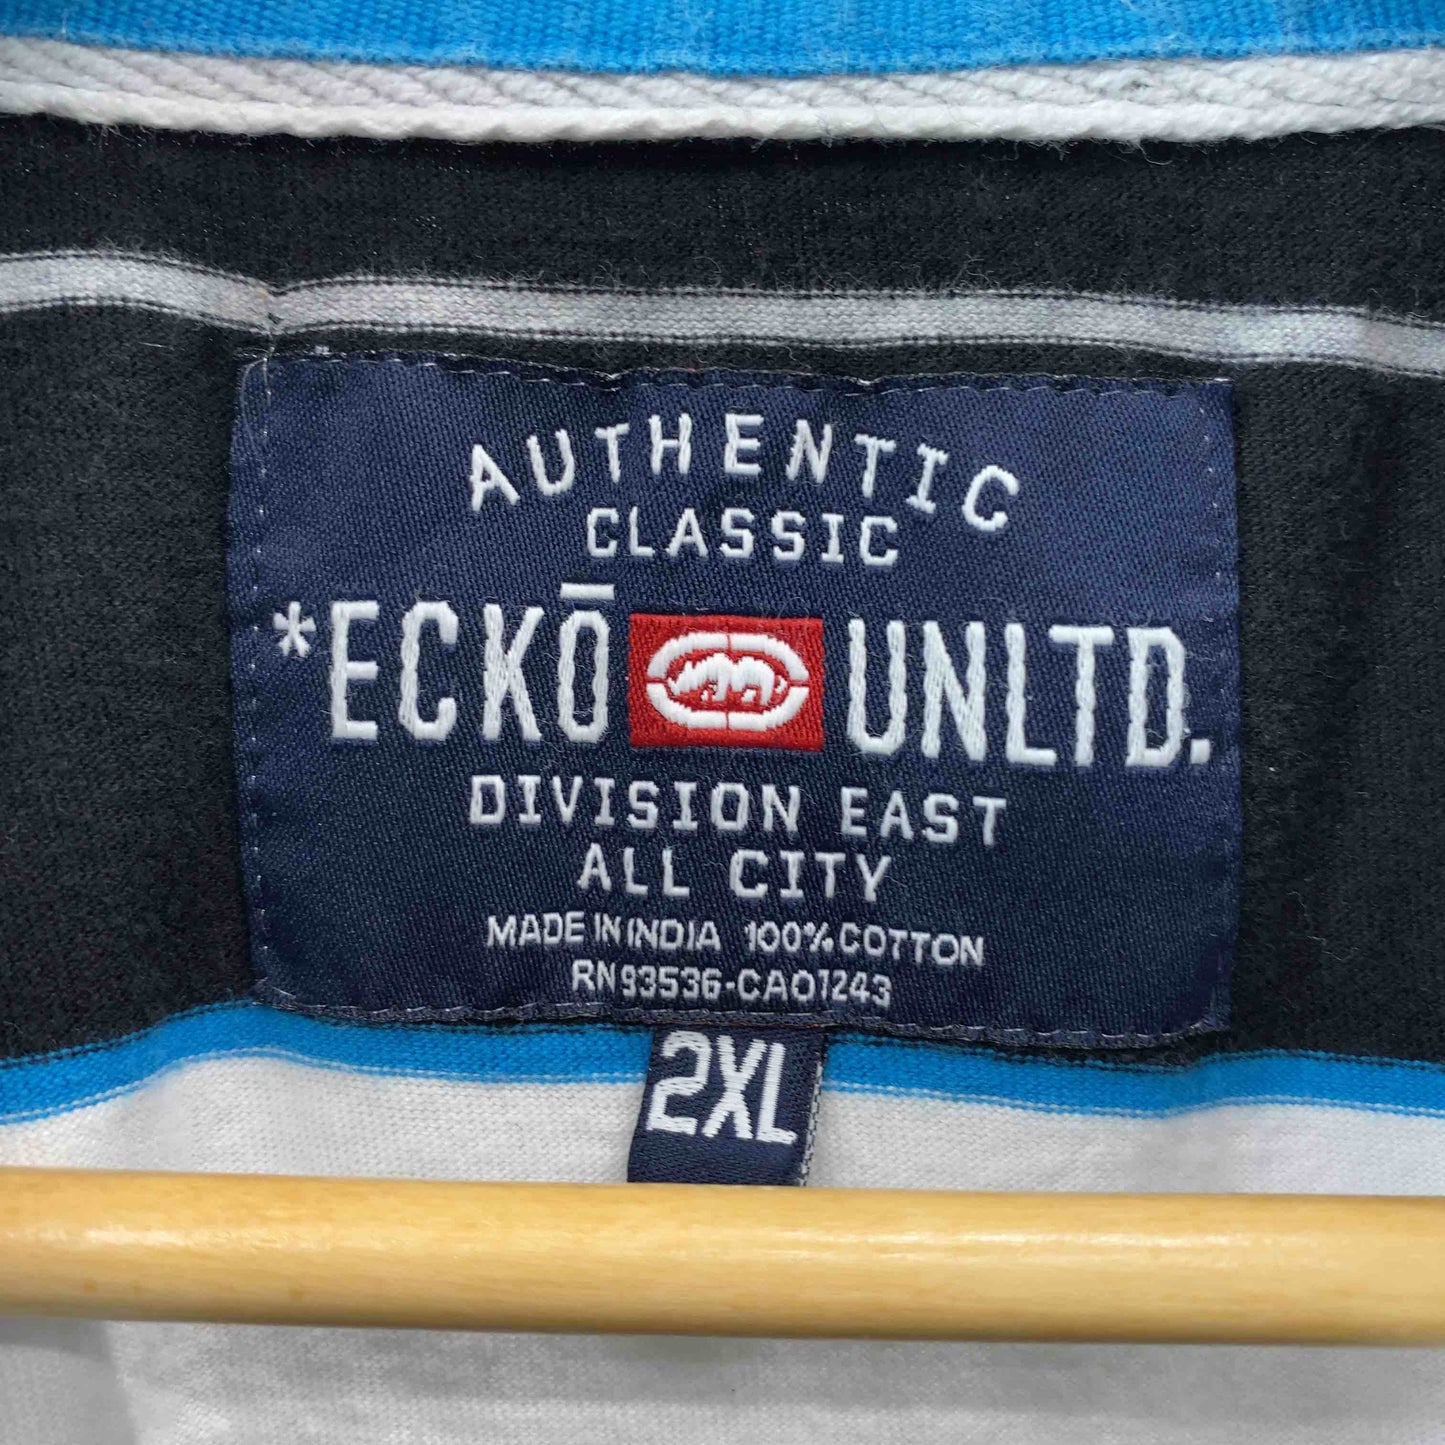 AUTHENTIC
CLASSIC
*ECKŌ UNLTD.
DIVISION EAST
ALL CITY
MADE IN INDIA 100% COTTON
RN93536-CA01243
2XL